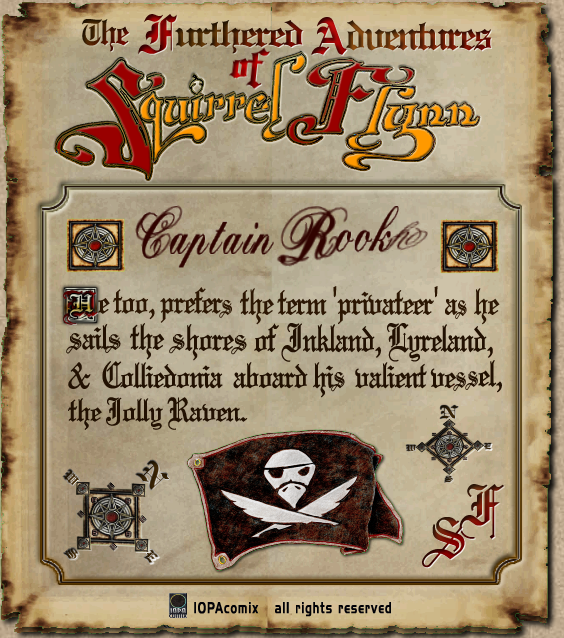 The Furthered Adventures
of
Squirrel Flynn
Captain Rook
He too, prefers the term 'privateer' as he
sails the shores of Inkland, Lyreland,
& Colliedonia aboard his valient vessel,
the Jolly Raven.
N
W E
S
N
W
S E
SF
IOPAcomix all rights reserved